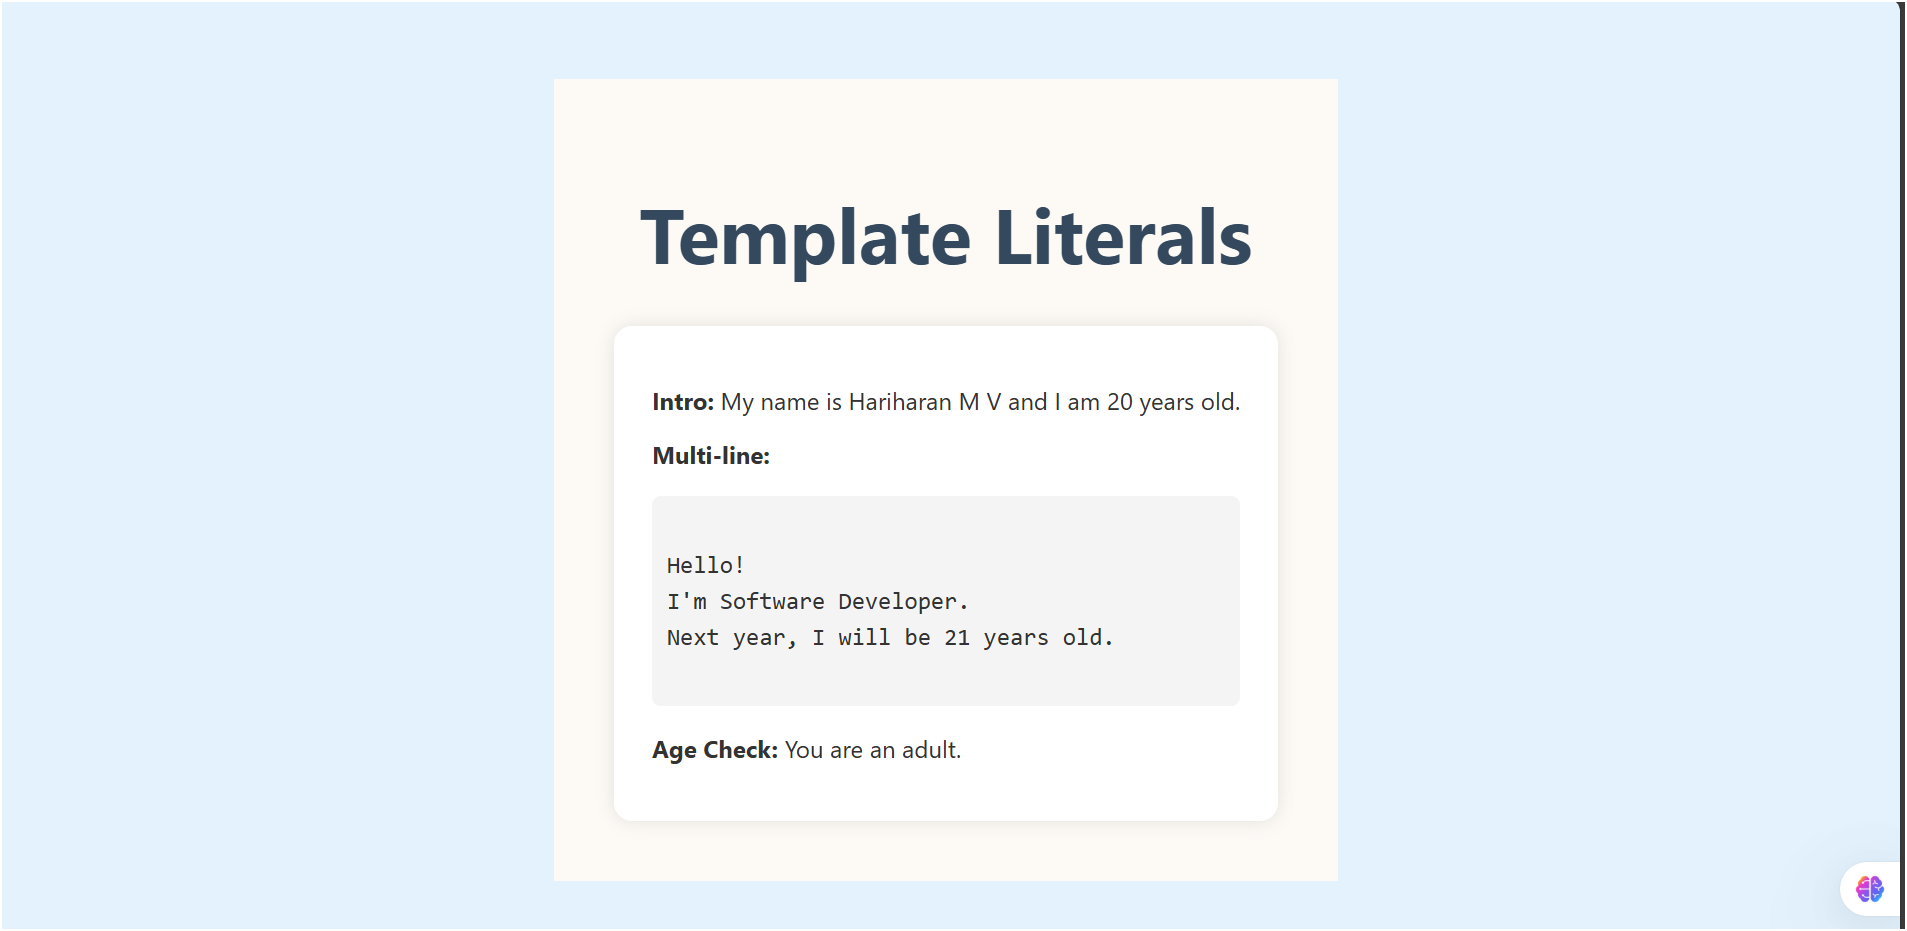 Template Literals
Intro: My name is Hariharan M V and I am 20 years old.
Multi-line:
Hello!
I'm Software Developer.
Next year, I will be 21 years old.
Age Check: You are an adult.